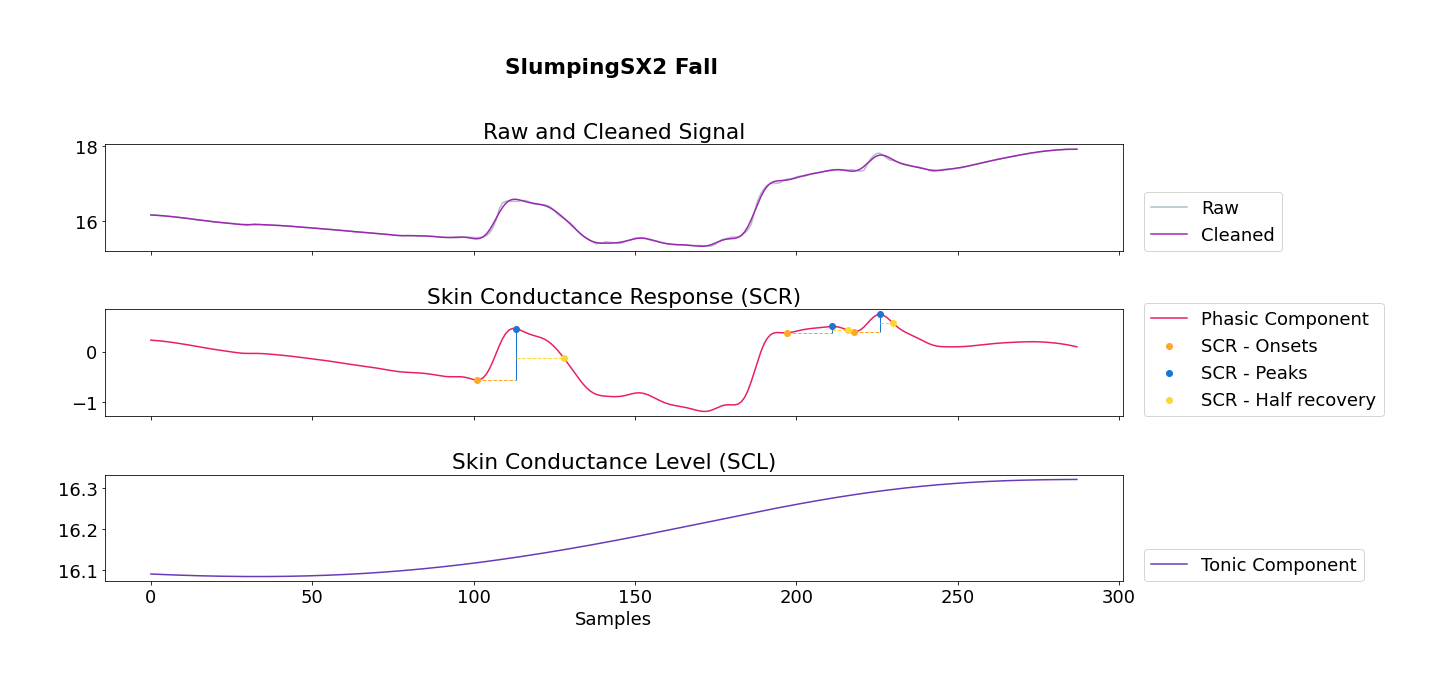 SlumpingSX2 Fall
Raw and Cleaned Signal
18
16
Raw
Cleaned
Skin Conductance Response (SCR)
0
−1
Phasic Component
SCR - Onsets
SCR - Peaks
SCR - Half recovery
Skin Conductance Level (SCL)
16.3
16.2
16.1
Tonic Component
0 50 100 150 200 250 300
Samples